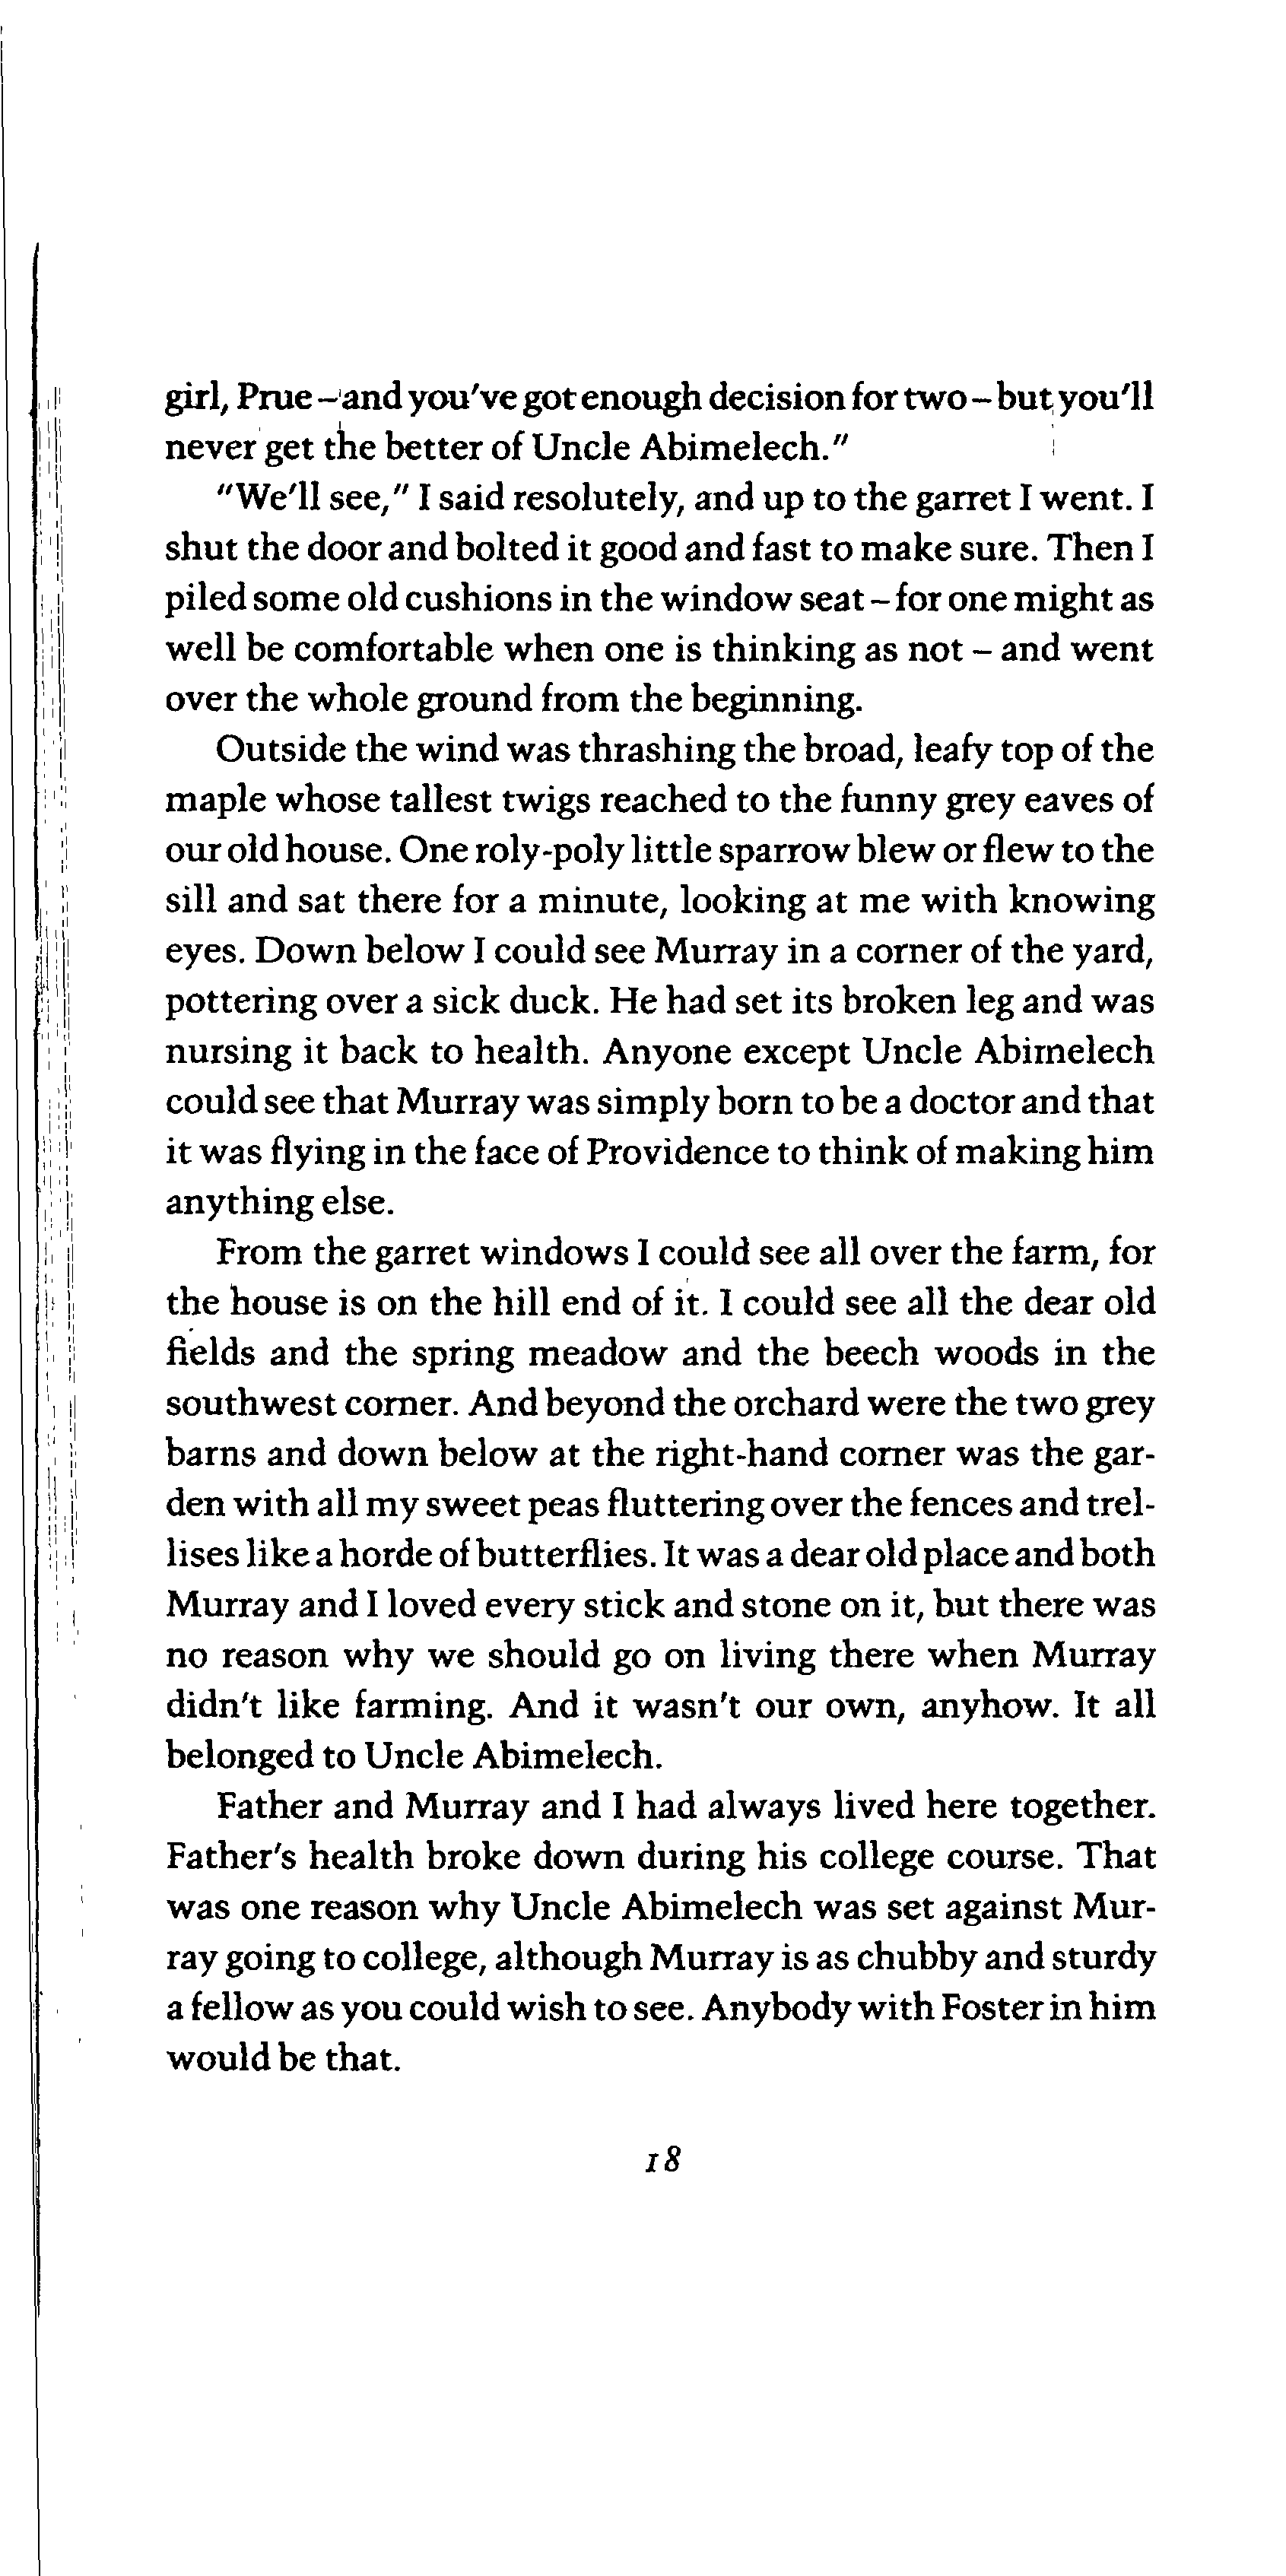 girl, Prue – and you've got enough decision for two – but you'll
never get the better of Uncle Abimelech."
"We'll see," I said resolutely, and up to the garret I went. I
shut the door and bolted it good and fast to make sure. Then I
piled some old cushions in the window seat – for one might as
well be comfortable when one is thinking as not – and went
over the whole ground from the beginning.
Outside the wind was thrashing the broad, leafy top of the
maple whose tallest twigs reached to the funny grey eaves of
our old house. One roly-poly little sparrow blew or flew to the
sill and sat there for a minute, looking at me with knowing
eyes. Down below I could see Murray in a corner of the yard,
pottering over a sick duck. He had set its broken leg and was
nursing it back to health. Anyone except Uncle Abimelech
could see that Murray was simply born to be a doctor and that
it was flying in the face of Providence to think of making him
anything else.
From the garret windows I could see all over the farm, for
the house is on the hill end of it. I could see all the dear old
fields and the spring meadow and the beech woods in the
southwest corner. And beyond the orchard were the two grey
barns and down below at the right-hand corner was the gar-
den with all my sweet peas fluttering over the fences and trel-
lises like a horde of butterflies. It was a dear old place and both
Murray and I loved every stick and stone on it, but there was
no reason why we should go on living there when Murray
didn't like farming. And it wasn't our own, anyhow. It all
belonged to Uncle Abimelech.
Father and Murray and I had always lived here together.
Father's health broke down during his college course. That
was one reason why Uncle Abimelech was set against Mur-
ray going to college, although Murray is as chubby and sturdy
a fellow as you could wish to see. Anybody with Foster in him
would be that.
18